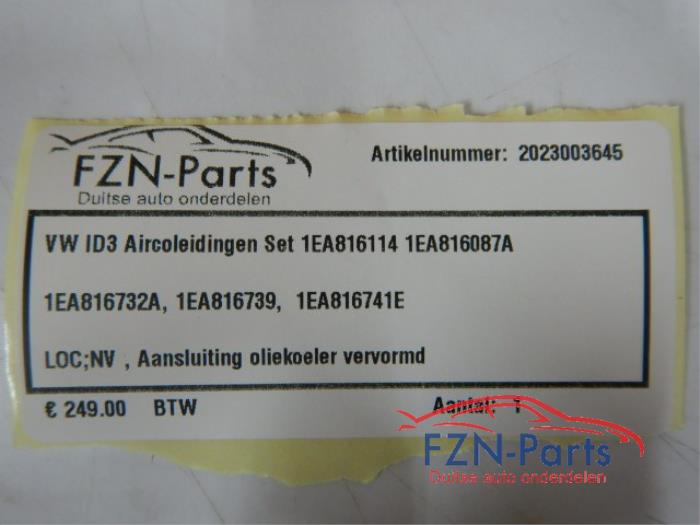 FZN-Parts
Duitse auto onderdelen
Artikelnummer: 2023003645
VW ID3 Aircoleidingen Set 1EA816114 1EA816087A
1EA816732A, 1EA816739, 1EA816741E
LOC;NV , Aansluiting oliekoeler vervormd
€ 249.00 BTW Aantal: 1
FZN-Parts
Duitse auto onderdelen